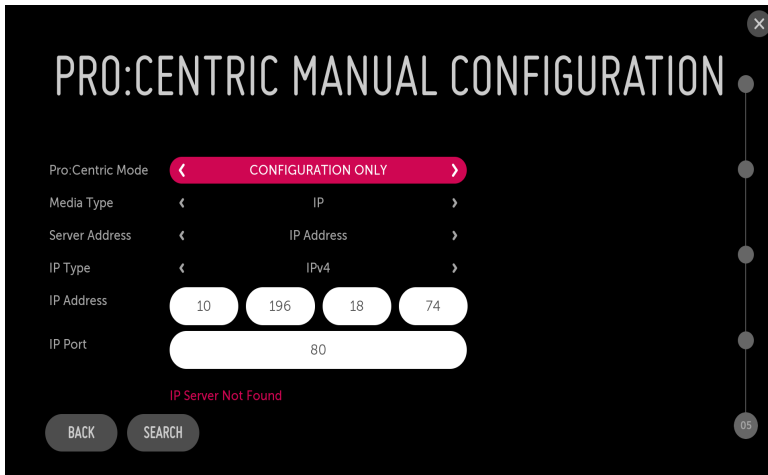 PRO:CENTRIC MANUAL CONFIGURATION
Pro:Centric Mode ‹ CONFIGURATION ONLY ›
Media Type ‹ IP ›
Server Address ‹ IP Address ›
IP Type ‹ IPv4 ›
IP Address 10 196 18 74
IP Port 80
IP Server Not Found
BACK SEARCH
05